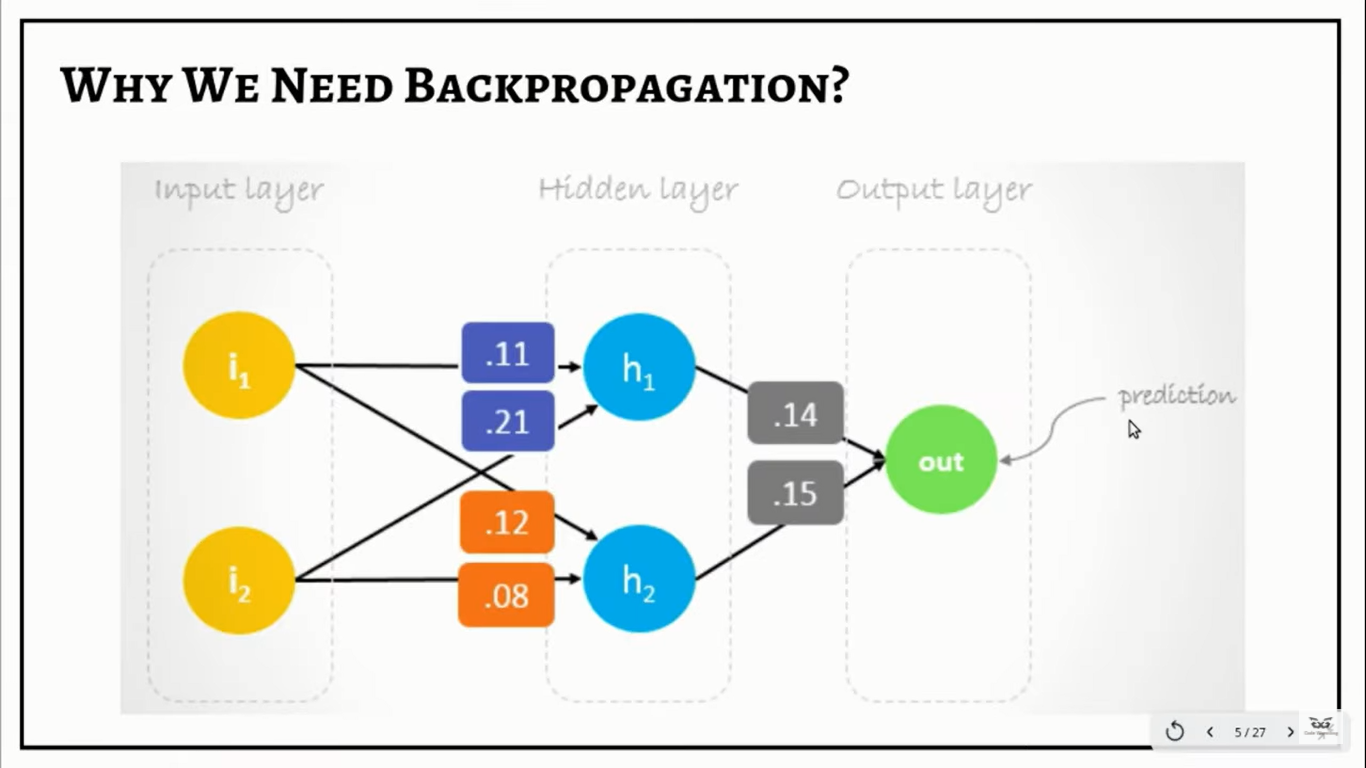 Why We Need Backpropagation?
Input layer
Hidden layer
Output layer
i1
.11
h1
.21
.14
prediction
out
.15
.12
i2
.08
h2
5 / 27